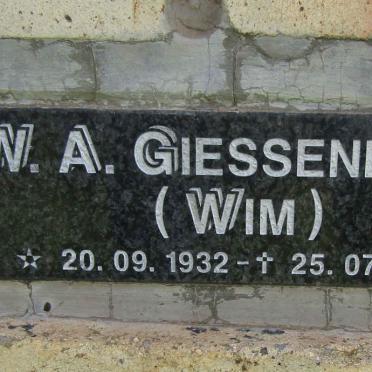 W. A. GIESSEN
(WIM)
☆ 20.09.1932 - † 25.07